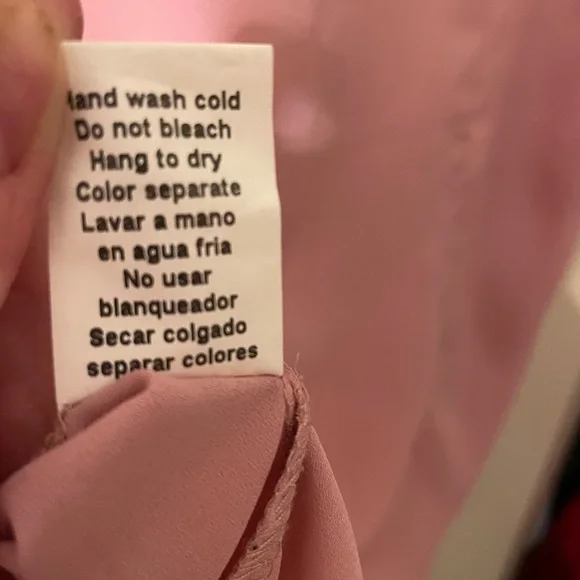 Hand wash cold
Do not bleach
Hang to dry
Color separate
Lavar a mano
en agua fria
No usar
blanqueador
Secar colgado
separar colores